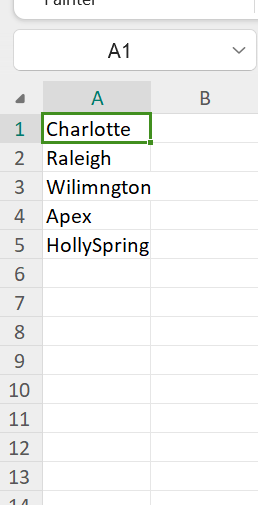 Painter
A1
A B
1 Charlotte
2 Raleigh
3 Wilimngton
4 Apex
5 HollySpring
6
7
8
9
10
11
12
13
14